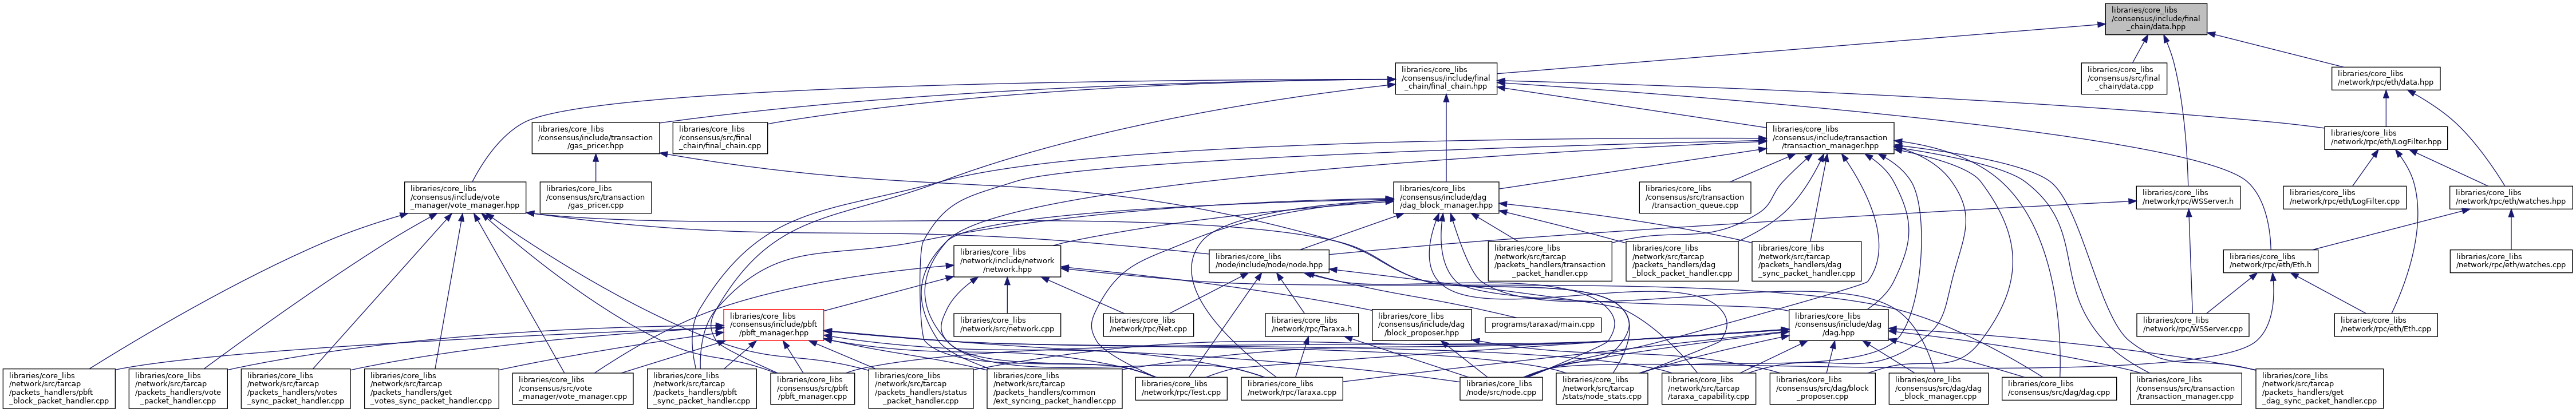 libraries/core_libs
/consensus/include/final
_chain/data.hpp
libraries/core_libs
/consensus/include/final
_chain/final_chain.hpp
libraries/core_libs
/consensus/src/final
_chain/data.cpp
libraries/core_libs
/network/rpc/eth/data.hpp
libraries/core_libs
/consensus/include/transaction
/gas_pricer.hpp
libraries/core_libs
/consensus/src/final
_chain/final_chain.cpp
libraries/core_libs
/consensus/include/transaction
/transaction_manager.hpp
libraries/core_libs
/network/rpc/eth/LogFilter.hpp
libraries/core_libs
/consensus/include/vote
_manager/vote_manager.hpp
libraries/core_libs
/consensus/src/transaction
/gas_pricer.cpp
libraries/core_libs
/consensus/include/dag
/dag_block_manager.hpp
libraries/core_libs
/consensus/src/transaction
/transaction_queue.cpp
libraries/core_libs
/network/rpc/WSServer.h
libraries/core_libs
/network/rpc/eth/LogFilter.cpp
libraries/core_libs
/network/rpc/eth/watches.hpp
libraries/core_libs
/network/include/network
/network.hpp
libraries/core_libs
/node/include/node/node.hpp
libraries/core_libs
/network/src/tarcap
/packets_handlers/transaction
_packet_handler.cpp
libraries/core_libs
/network/src/tarcap
/packets_handlers/dag
_block_packet_handler.cpp
libraries/core_libs
/network/src/tarcap
/packets_handlers/dag
_sync_packet_handler.cpp
libraries/core_libs
/network/rpc/eth/Eth.h
libraries/core_libs
/network/rpc/eth/watches.cpp
libraries/core_libs
/consensus/include/pbft
/pbft_manager.hpp
libraries/core_libs
/network/src/network.cpp
libraries/core_libs
/network/rpc/Net.cpp
libraries/core_libs
/network/rpc/Taraxa.h
libraries/core_libs
/consensus/include/dag
/block_proposer.hpp
programs/taraxad/main.cpp
libraries/core_libs
/consensus/include/dag
/dag.hpp
libraries/core_libs
/network/rpc/WSServer.cpp
libraries/core_libs
/network/rpc/eth/Eth.cpp
libraries/core_libs
/network/src/tarcap
/packets_handlers/pbft
_block_packet_handler.cpp
libraries/core_libs
/network/src/tarcap
/packets_handlers/vote
_packet_handler.cpp
libraries/core_libs
/network/src/tarcap
/packets_handlers/votes
_sync_packet_handler.cpp
libraries/core_libs
/network/src/tarcap
/packets_handlers/get
_votes_sync_packet_handler.cpp
libraries/core_libs
/consensus/src/vote
_manager/vote_manager.cpp
libraries/core_libs
/network/src/tarcap
/packets_handlers/pbft
_sync_packet_handler.cpp
libraries/core_libs
/consensus/src/pbft
/pbft_manager.cpp
libraries/core_libs
/network/src/tarcap
/packets_handlers/status
_packet_handler.cpp
libraries/core_libs
/network/src/tarcap
/packets_handlers/common
/ext_syncing_packet_handler.cpp
libraries/core_libs
/network/rpc/Test.cpp
libraries/core_libs
/network/rpc/Taraxa.cpp
libraries/core_libs
/node/src/node.cpp
libraries/core_libs
/network/src/tarcap
/stats/node_stats.cpp
libraries/core_libs
/network/src/tarcap
/taraxa_capability.cpp
libraries/core_libs
/consensus/src/dag/block
_proposer.cpp
libraries/core_libs
/consensus/src/dag/dag
_block_manager.cpp
libraries/core_libs
/consensus/src/dag/dag.cpp
libraries/core_libs
/consensus/src/transaction
/transaction_manager.cpp
libraries/core_libs
/network/src/tarcap
/packets_handlers/get
_dag_sync_packet_handler.cpp